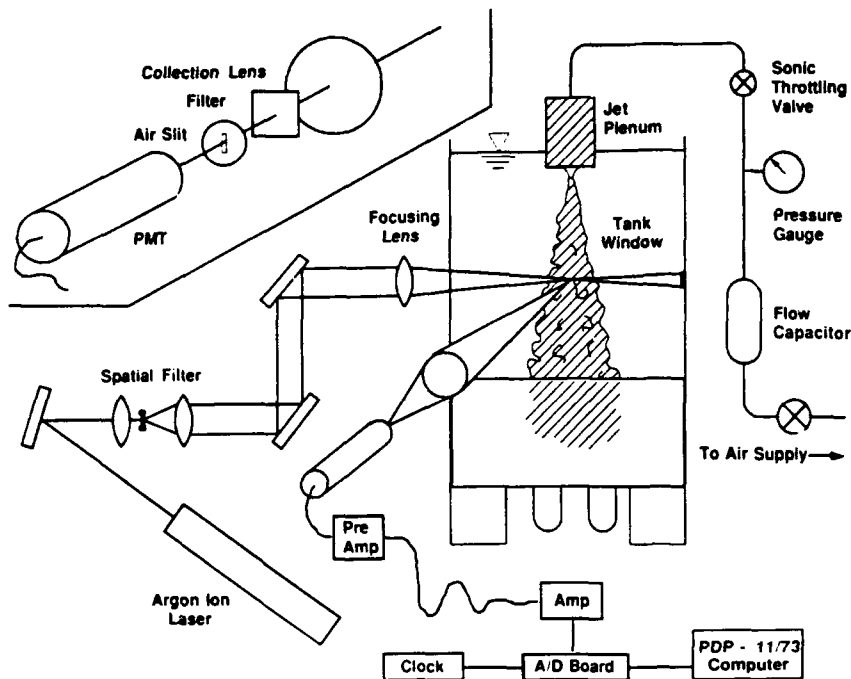 Collection Lens
Filter
Air Slit
PMT
Jet
Plenum
Sonic
Throttling
Valve
Focusing
Lens
Tank
Window
Pressure
Gauge
Flow
Capacitor
Spatial Filter
To Air Supply
Pre
Amp
Argon Ion
Laser
Amp
Clock
A/D Board
PDP - 11/73
Computer